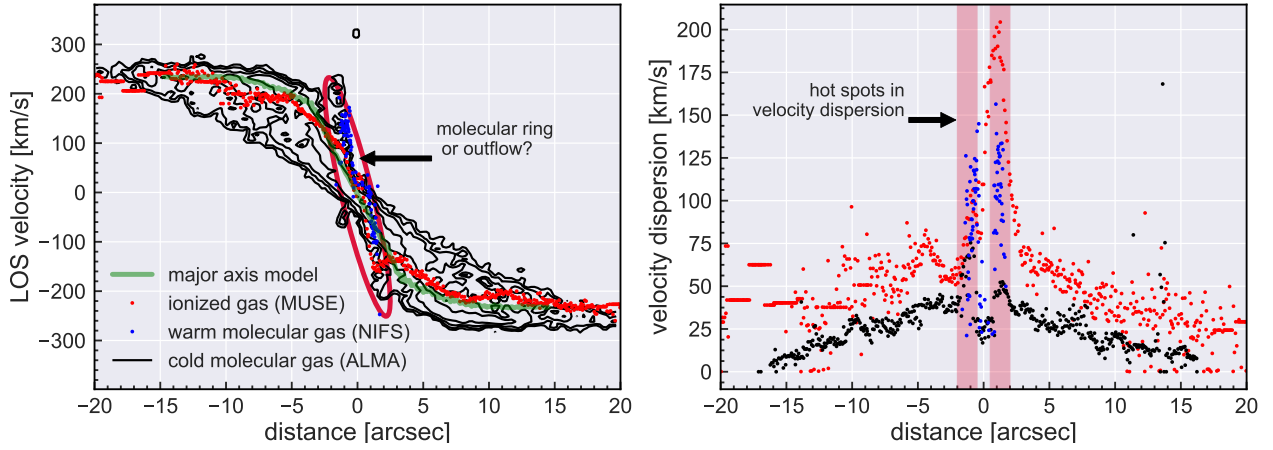 LOS velocity [km/s]
300
200
100
0
−100
−200
−300
molecular ring
or outflow?
major axis model
ionized gas (MUSE)
warm molecular gas (NIFS)
cold molecular gas (ALMA)
−20 −15 −10 −5 0 5 10 15 20
distance [arcsec]
velocity dispersion [km/s]
200
175
150
125
100
75
50
25
0
hot spots in
velocity dispersion
−20 −15 −10 −5 0 5 10 15 20
distance [arcsec]